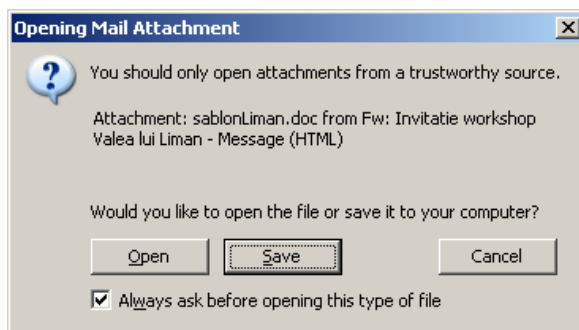 Opening Mail Attachment
You should only open attachments from a trustworthy source.
Attachment: sablonLiman.doc from Fw: Invitatie workshop
Valea lui Liman - Message (HTML)
Would you like to open the file or save it to your computer?
Open Save Cancel
Always ask before opening this type of file